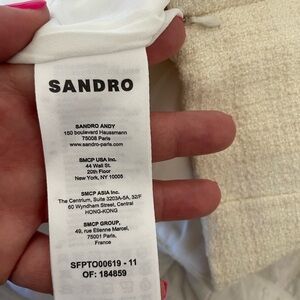 SANDRO
SANDRO ANDY
150 boulevard Haussmann
75008 Paris
www.sandro-paris.com
SMCP USA Inc.
44 Wall St.
20th Floor
New York, NY 10005
SMCP ASIA Inc.
The Centrium, Suite 3203A-5A, 32/F
60 Wyndham Street, Central
HONG-KONG
SMCP GROUP,
49, rue Etienne Marcel,
75001 Paris,
France
SFPTO00619 - 11
OF: 184859